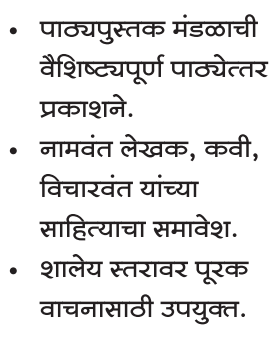 • पाठ्यपुस्तक मंडळाची
वैशिष्ट्यपूर्ण पाठ्येत्तर
प्रकाशने.
• नामवंत लेखक, कवी,
विचारवंत यांच्या
साहित्याचा समावेश.
• शालेय स्तरावर पूरक
वाचनासाठी उपयुक्त.